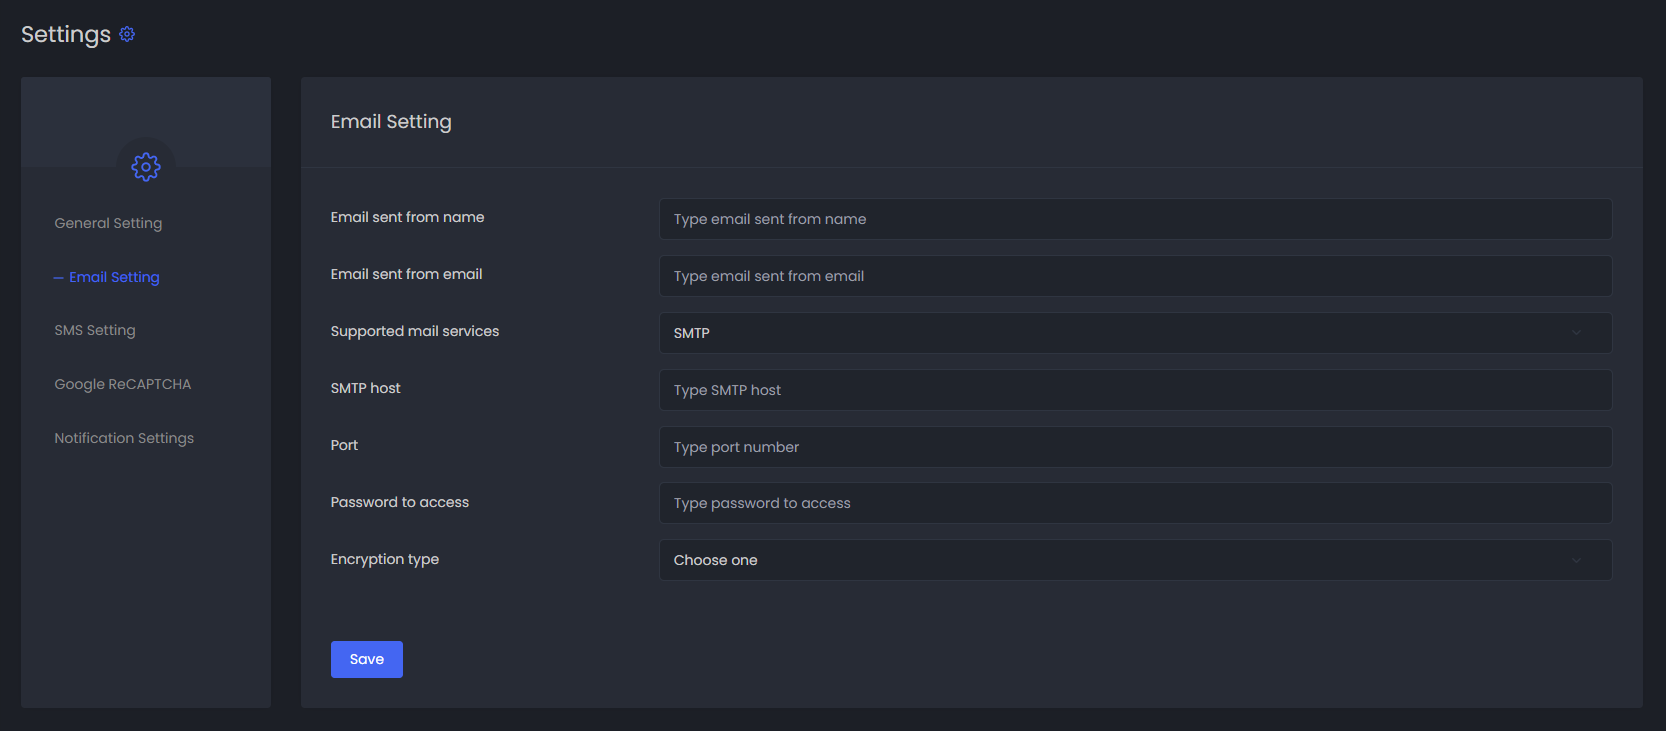 Settings
General Setting
Email Setting
SMS Setting
Google ReCAPTCHA
Notification Settings
Email Setting
Email sent from name
Type email sent from name
Email sent from email
Type email sent from email
Supported mail services
SMTP
SMTP host
Type SMTP host
Port
Type port number
Password to access
Type password to access
Encryption type
Choose one
Save